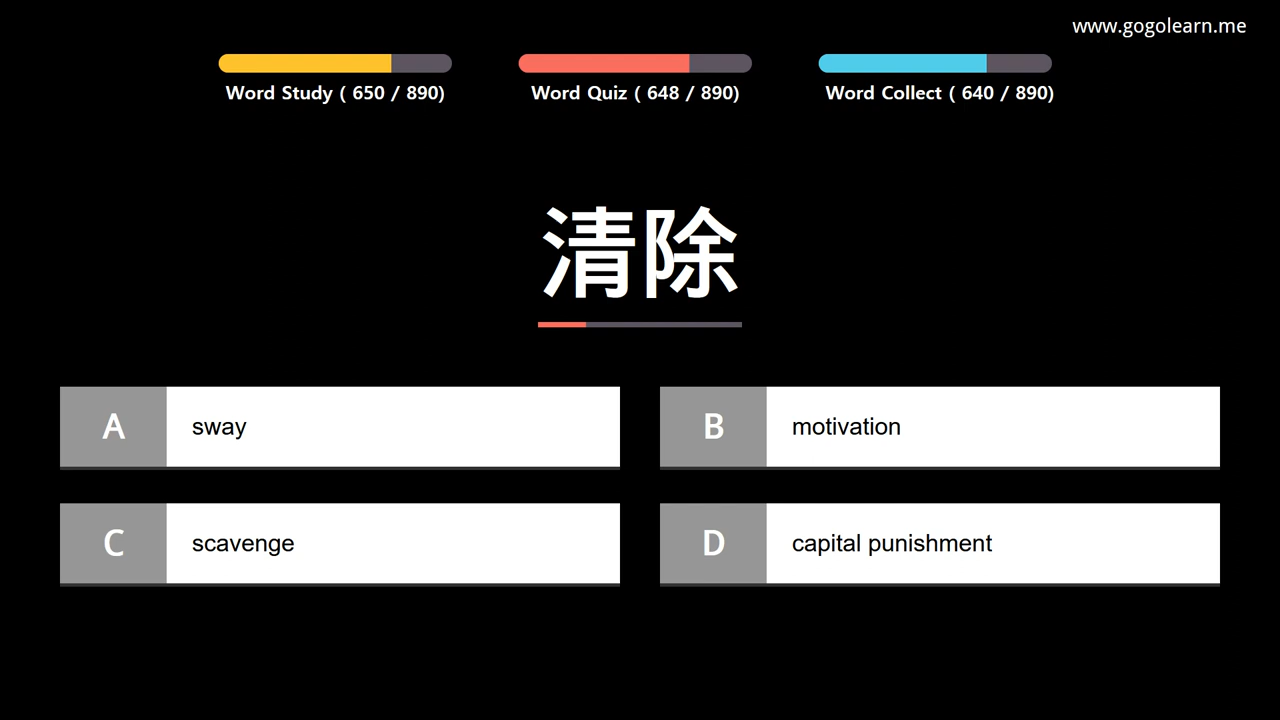 www.gogolearn.me
Word Study ( 650 / 890)
Word Quiz ( 648 / 890)
Word Collect ( 640 / 890)
清除
A sway
B motivation
C scavenge
D capital punishment